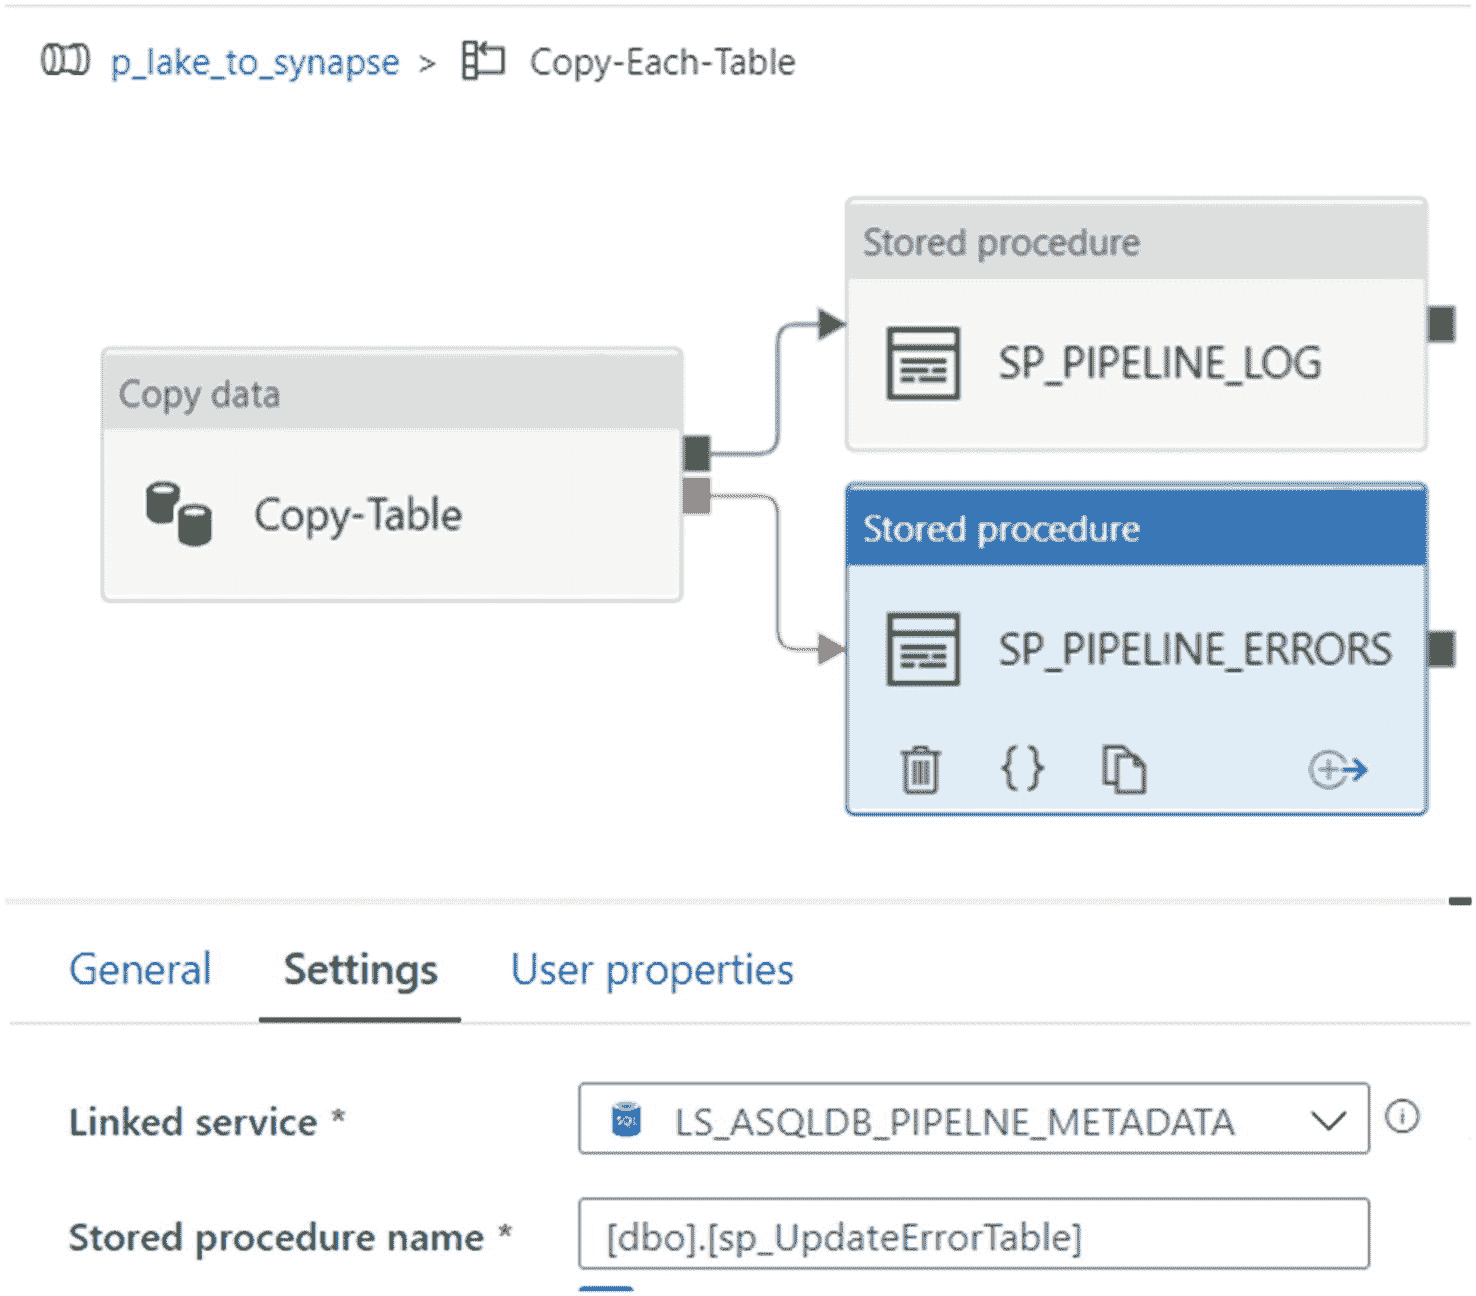 p_lake_to_synapse > Copy-Each-Table
Stored procedure
SP_PIPELINE_LOG
Copy data
Copy-Table
Stored procedure
SP_PIPELINE_ERRORS
General Settings User properties
Linked service * SQL LS_ASQLDB_PIPELNE_METADATA
Stored procedure name * [dbo].[sp_UpdateErrorTable]